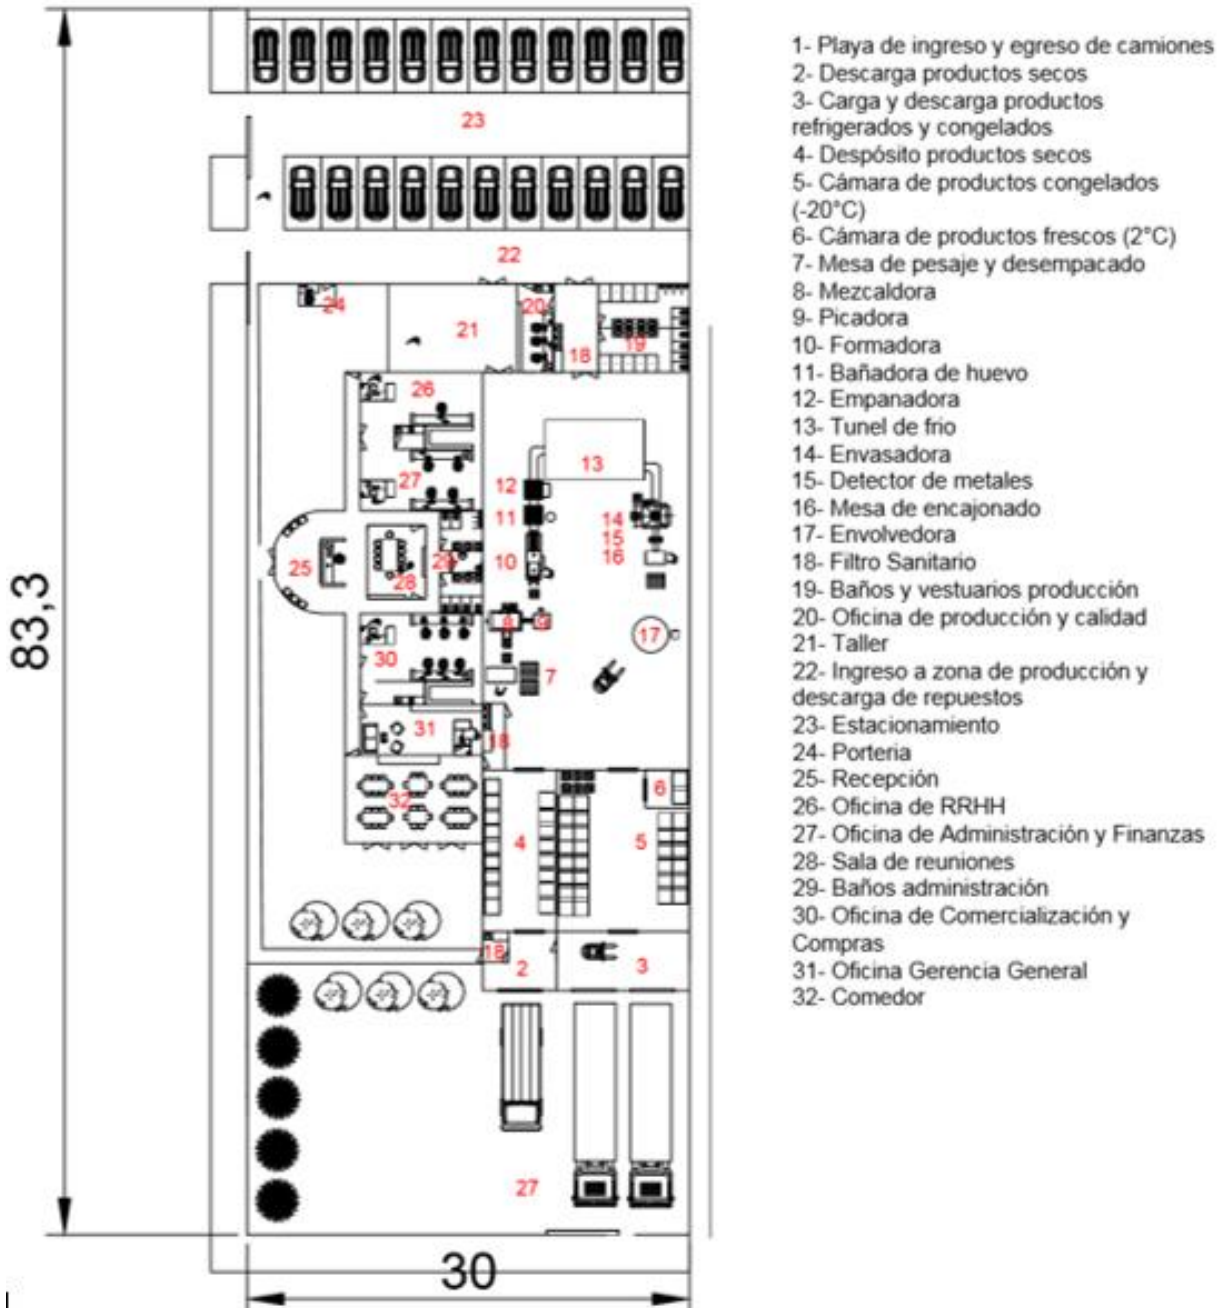 1- Playa de ingreso y egreso de camiones
2- Descarga productos secos
3- Carga y descarga productos
refrigerados y congelados
4- Despósito productos secos
5- Cámara de productos congelados
(-20°C)
6- Cámara de productos frescos (2°C)
7- Mesa de pesaje y desempacado
8- Mezcaldora
9- Picadora
10- Formadora
11- Bañadora de huevo
12- Empanadora
13- Tunel de frio
14- Envasadora
15- Detector de metales
16- Mesa de encajonado
17- Envolvedora
18- Filtro Sanitario
19- Baños y vestuarios producción
20- Oficina de producción y calidad
21- Taller
22- Ingreso a zona de producción y
descarga de repuestos
23- Estacionamiento
24- Porteria
25- Recepción
26- Oficina de RRHH
27- Oficina de Administración y Finanzas
28- Sala de reuniones
29- Baños administración
30- Oficina de Comercialización y
Compras
31- Oficina Gerencia General
32- Comedor
23
22
24
20
21
18
19
26
27
13
12
11
14
15
16
10
25
29
28
8
9
17
30
7
31
18
32
6
4
5
18
2
3
27
83,3
30